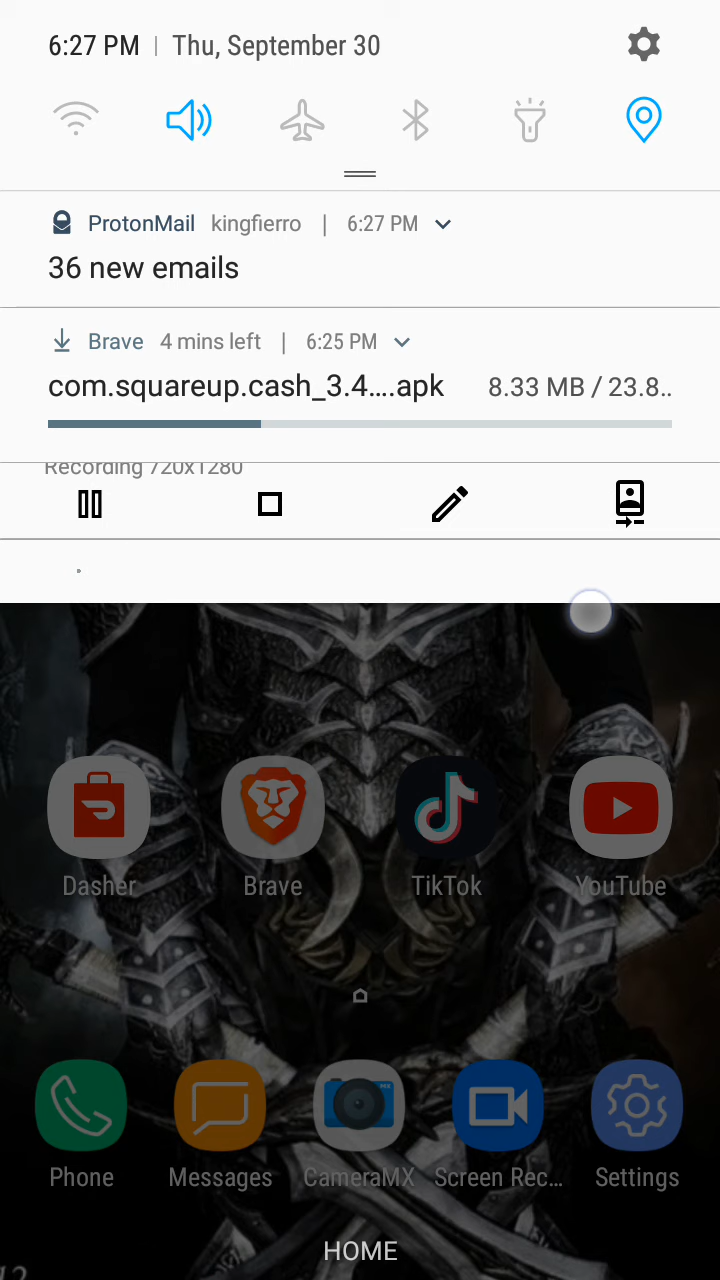 6:27 PM | Thu, September 30
ProtonMail kingfierro | 6:27 PM
36 new emails
Brave 4 mins left | 6:25 PM
com.squareup.cash_3.4....apk 8.33 MB / 23.8..
Recording 720x1280
Dasher Brave TikTok YouTube
Phone Messages CameraMX Screen Rec... Settings
HOME